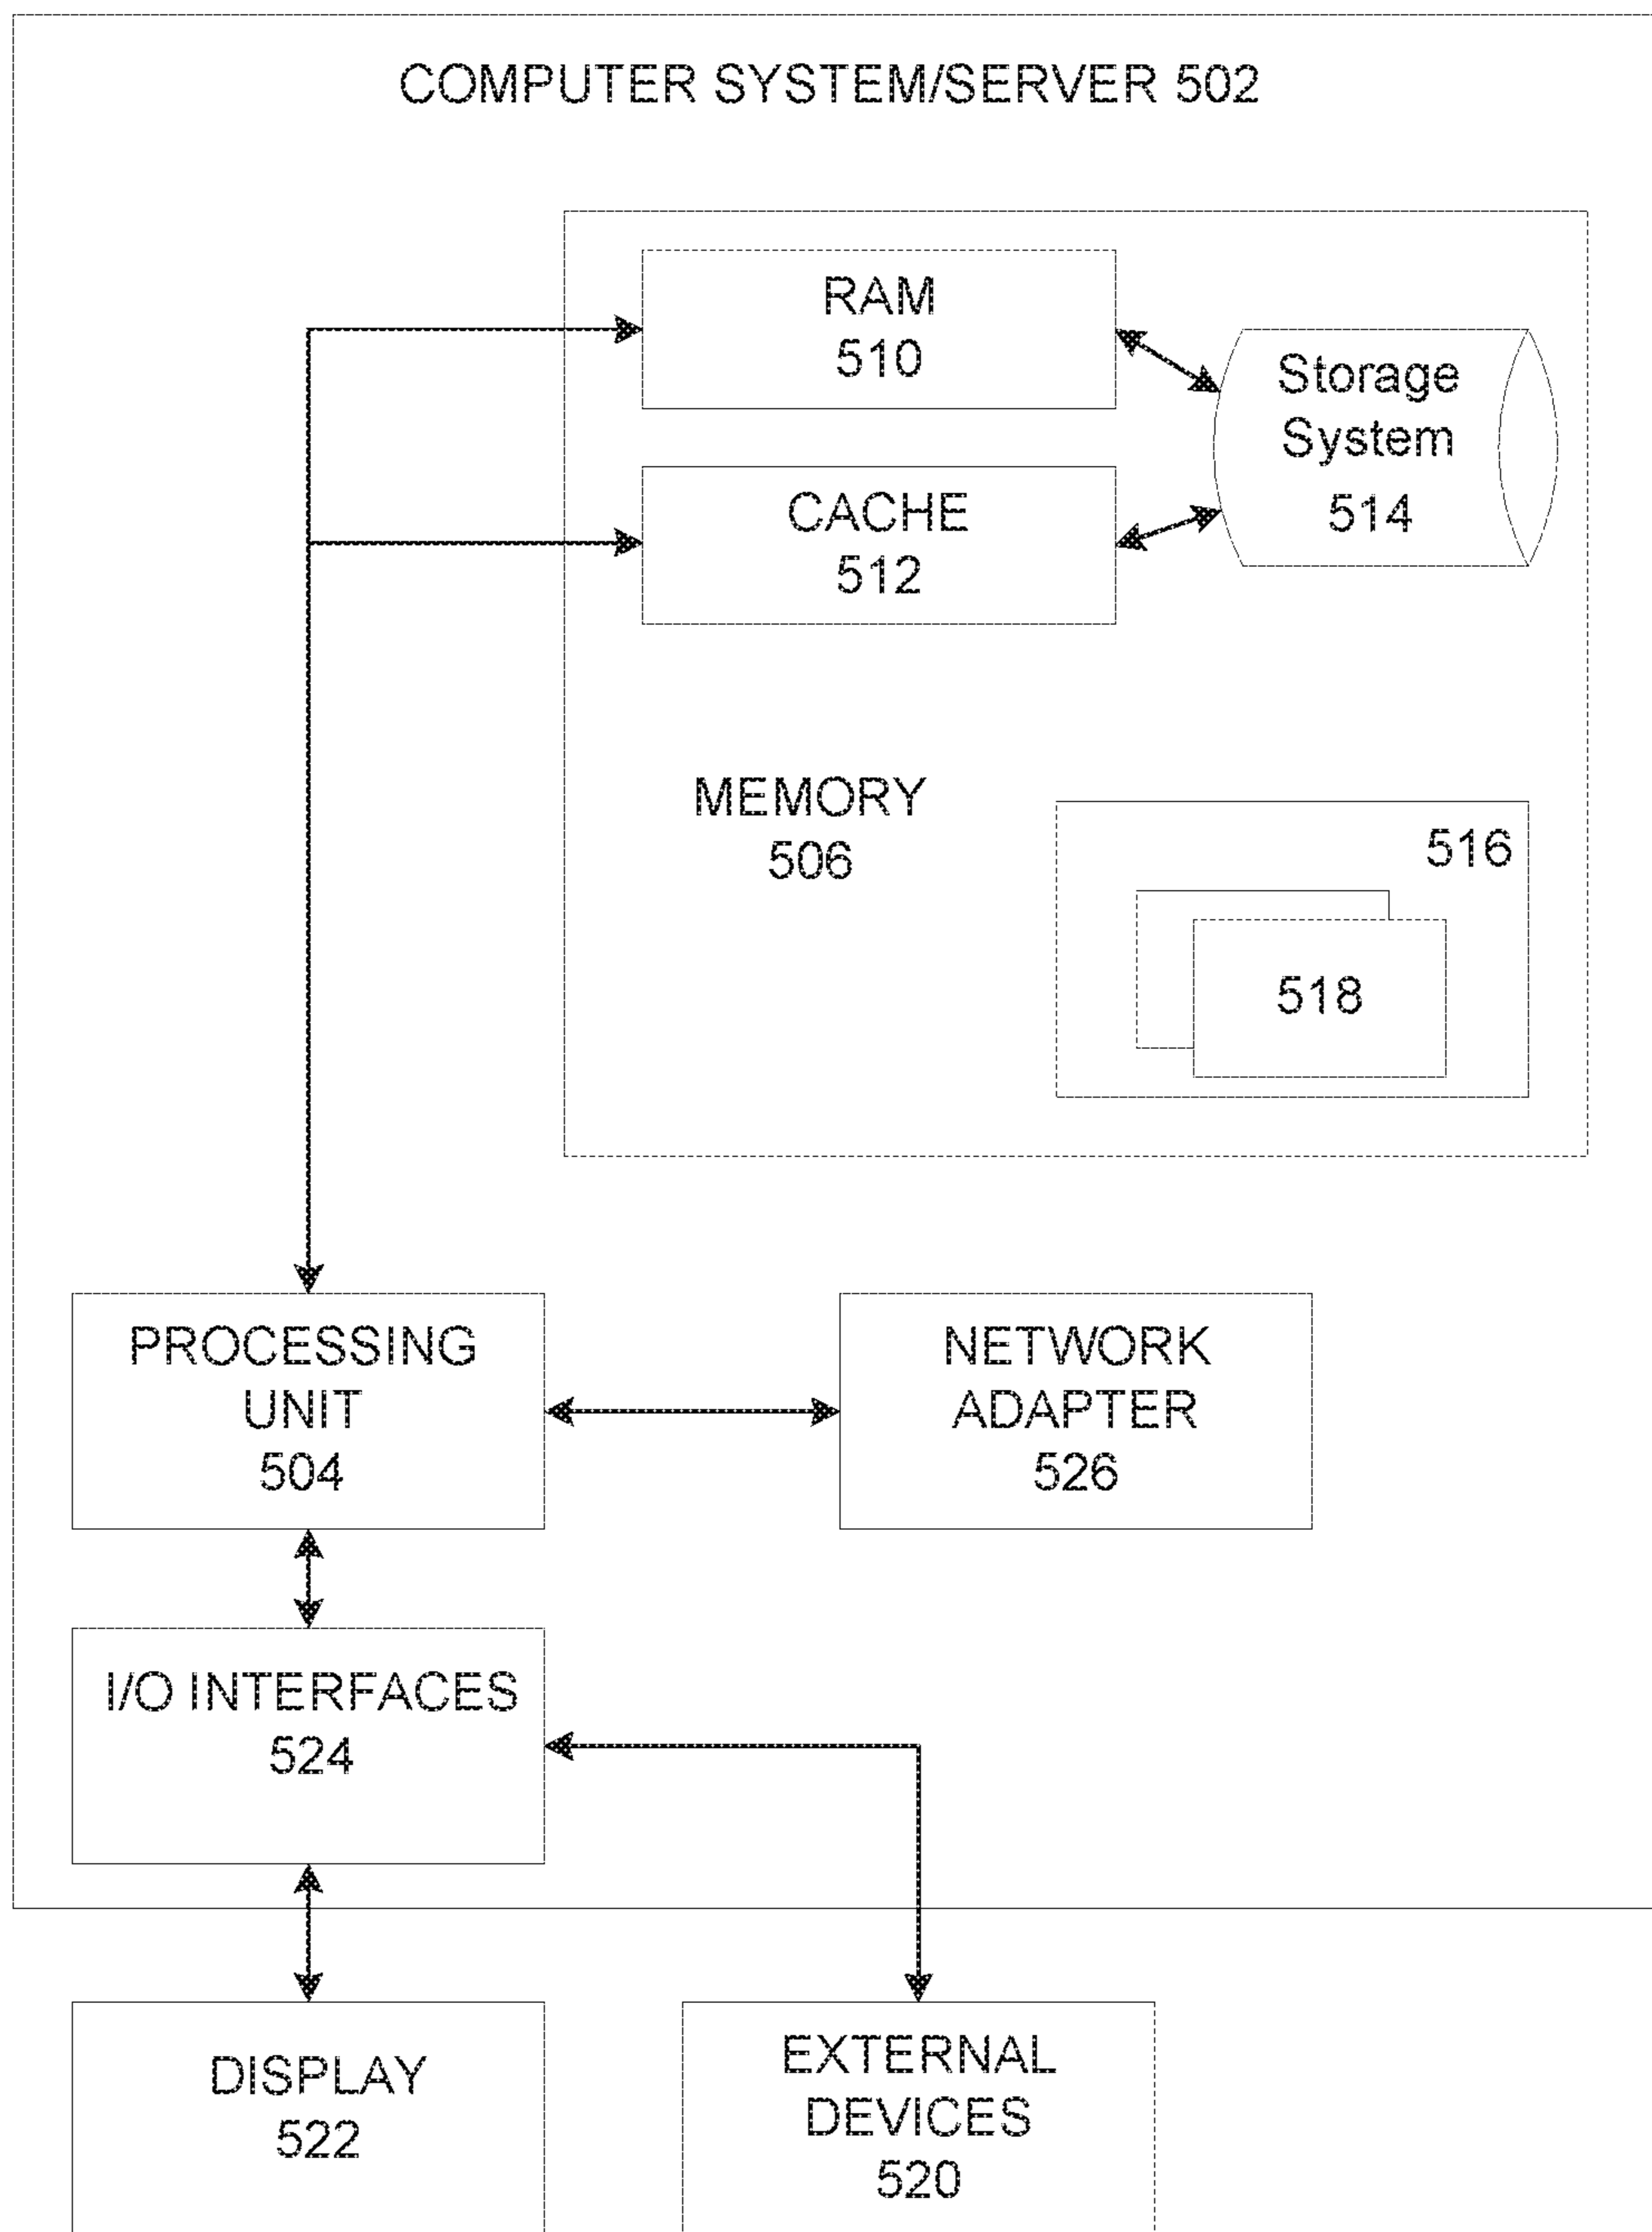 COMPUTER SYSTEM/SERVER 502
RAM
510
Storage
System
514
CACHE
512
MEMORY
506
516
518
PROCESSING
UNIT
504
NETWORK
ADAPTER
526
I/O INTERFACES
524
DISPLAY
522
EXTERNAL
DEVICES
520